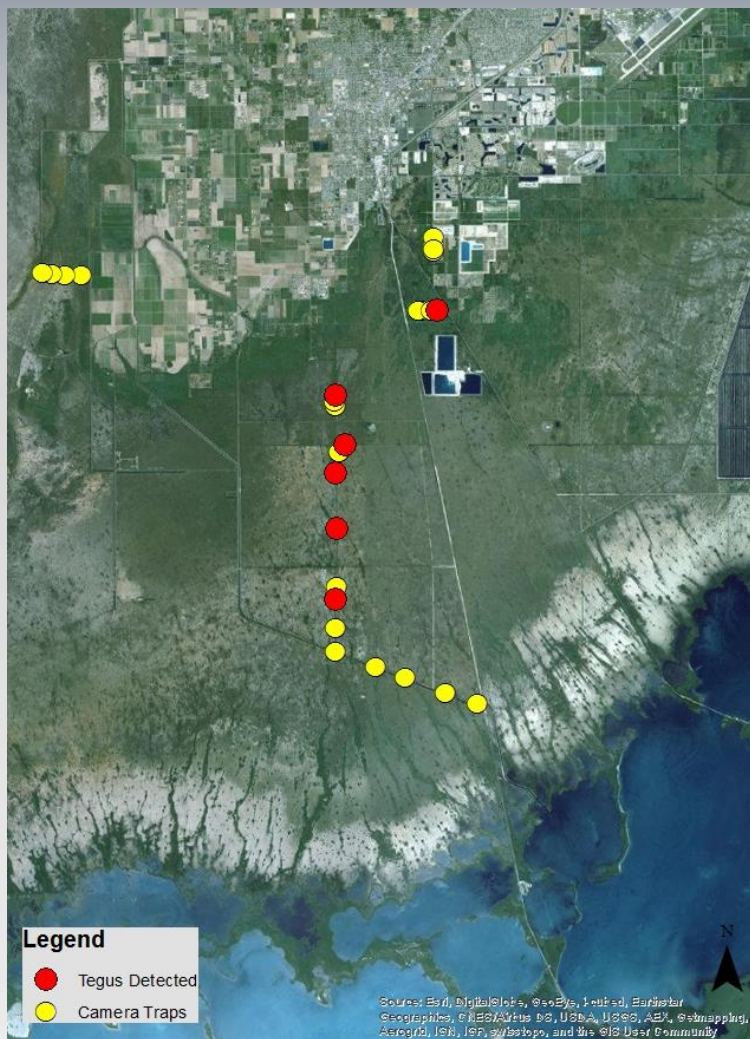 Legend
Tegus Detected
Camera Traps
N
Source: Esri, DigitalGlobe, GeoEye, i-cubed, Earthstar
Geographics, CNES/Airbus DS, USDA, USGS, AEX, Getmapping,
Aerogrid, IGN, IGP, swisstopo, and the GIS User Community